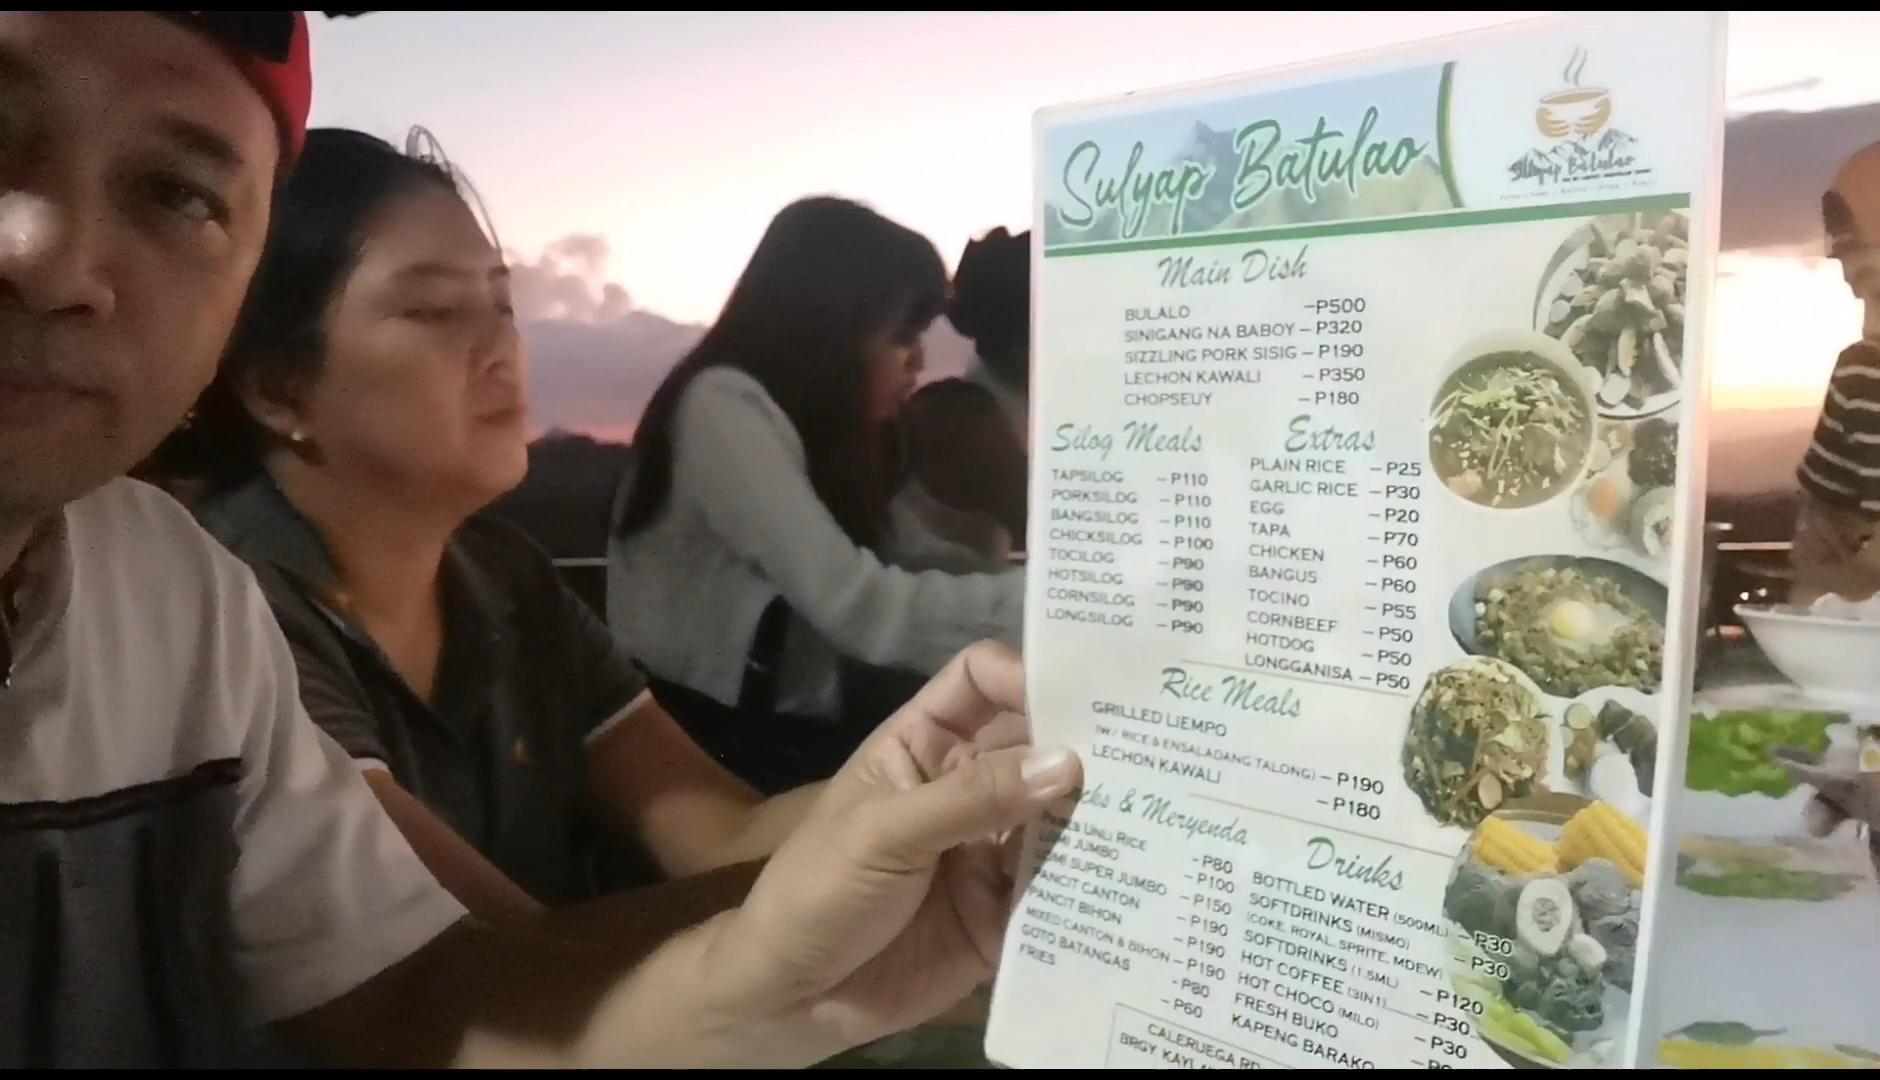 Sulyap Batulao
Sulyap Batulao
Main Dish
BULALO –P500
SINIGANG NA BABOY – P320
SIZZLING PORK SISIG – P190
LECHON KAWALI – P350
CHOPSEUY – P180
Silog Meals
TAPSILOG – P110
PORKSILOG – P110
BANGSILOG – P110
CHICKSILOG – P100
TOCILOG – P90
HOTSILOG – P90
CORNSILOG – P90
LONGSILOG – P90
Extras
PLAIN RICE – P25
GARLIC RICE – P30
EGG – P20
TAPA – P70
CHICKEN – P60
BANGUS – P60
TOCINO – P55
CORNBEEF – P50
HOTDOG – P50
LONGGANISA – P50
Rice Meals
GRILLED LIEMPO
(W/ RICE & ENSALADANG TALONG) – P190
LECHON KAWALI – P180
& Meryenda
UNLI RICE – P80
JUMBO – P100
SUPER JUMBO – P150
PANCIT CANTON – P190
PANCIT BIHON – P190
MIXED CANTON & BIHON – P190
GOTO BATANGAS – P80
FRIES – P60
Drinks
BOTTLED WATER (500ML) – P30
SOFTDRINKS (MISMO) – P30
(COKE, ROYAL, SPRITE, MDEW)
SOFTDRINKS (1.5ML) – P120
HOT COFFEE (3IN1) – P30
HOT CHOCO (MILO) – P30
FRESH BUKO
KAPENG BARAKO
CALERUEGA
BRGY